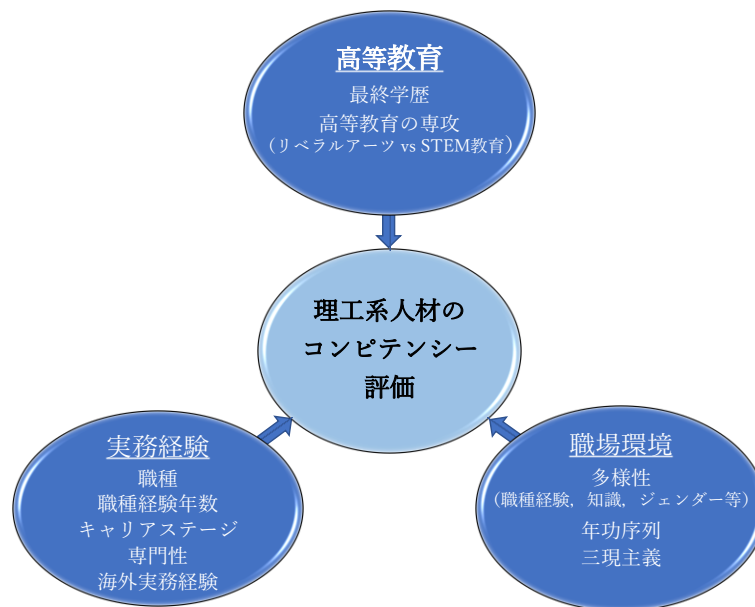 高等教育
最終学歴
高等教育の専攻
（リベラルアーツ vs STEM教育）
理工系人材の
コンピテンシー
評価
実務経験
職種
職種経験年数
キャリアステージ
専門性
海外実務経験
職場環境
多様性
（職種経験，知識，ジェンダー等）
年功序列
三現主義